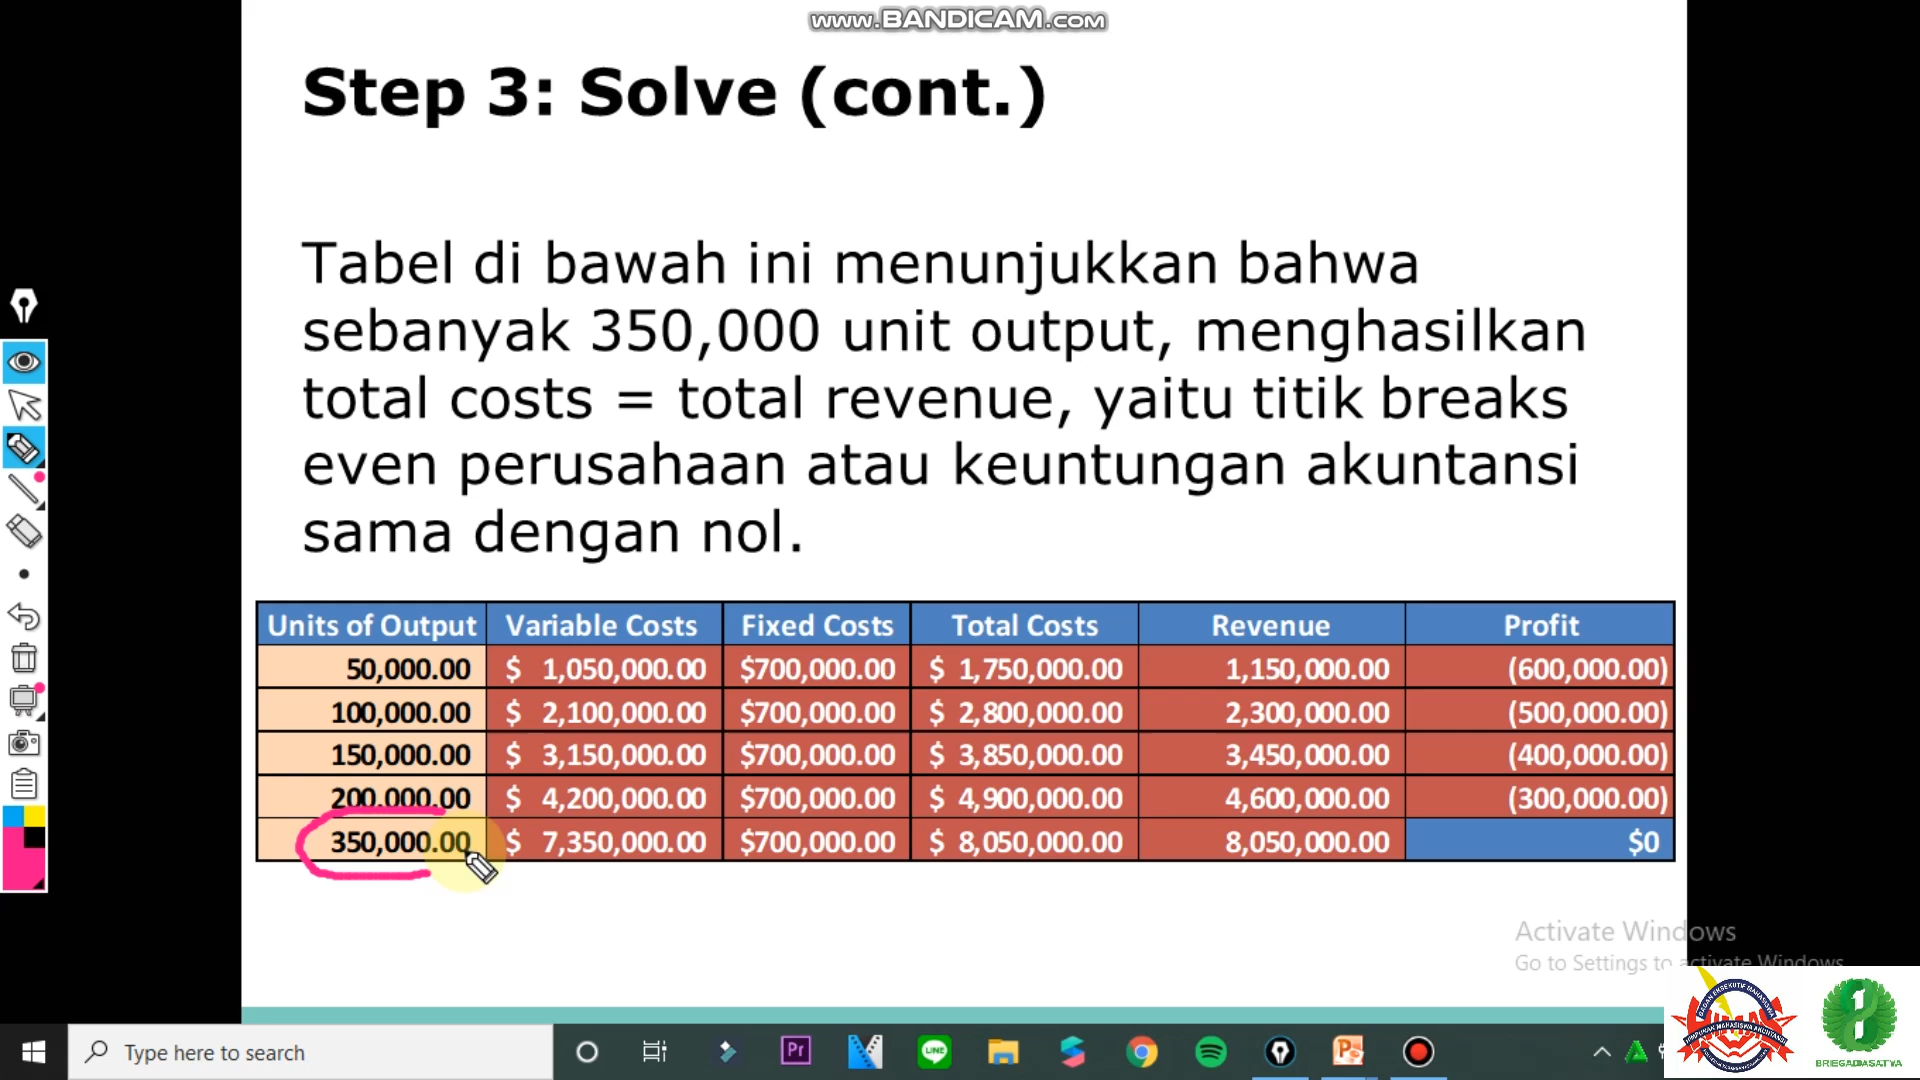 www.BANDICAM.com
Step 3: Solve (cont.)
Tabel di bawah ini menunjukkan bahwa
sebanyak 350,000 unit output, menghasilkan
total costs = total revenue, yaitu titik breaks
even perusahaan atau keuntungan akuntansi
sama dengan nol.
Units of Output Variable Costs Fixed Costs Total Costs Revenue Profit
50,000.00 $ 1,050,000.00 $700,000.00 $ 1,750,000.00 1,150,000.00 (600,000.00)
100,000.00 $ 2,100,000.00 $700,000.00 $ 2,800,000.00 2,300,000.00 (500,000.00)
150,000.00 $ 3,150,000.00 $700,000.00 $ 3,850,000.00 3,450,000.00 (400,000.00)
200,000.00 $ 4,200,000.00 $700,000.00 $ 4,900,000.00 4,600,000.00 (300,000.00)
350,000.00 $ 7,350,000.00 $700,000.00 $ 8,050,000.00 8,050,000.00 $0
Activate Windows
Go to Settings to activate Windows.
BRIEGADIASATYA
Type here to search
Pr
LINE